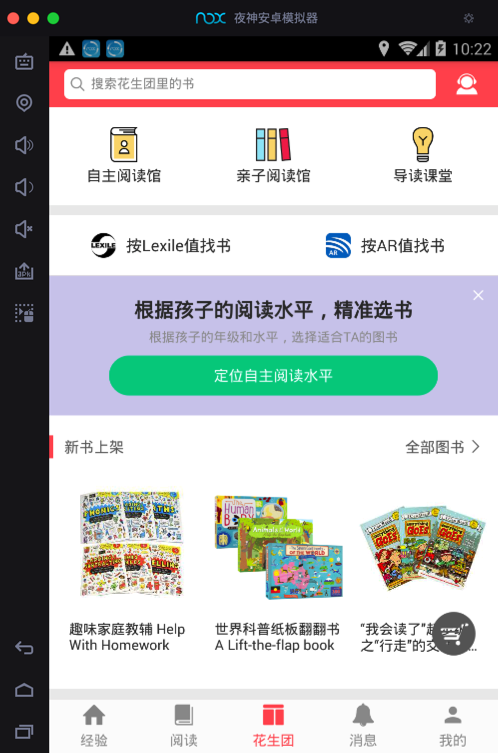 nox 夜神安卓模拟器
10:22
搜索花生团里的书
自主阅读馆 亲子阅读馆 导读课堂
LEXILE 按Lexile值找书 AR 按AR值找书
根据孩子的阅读水平，精准选书
根据孩子的年级和水平，选择适合TA的图书
定位自主阅读水平
新书上架 全部图书
趣味家庭教辅 Help
With Homework
世界科普纸板翻翻书
A Lift-the-flap book
“我会读了”
之“行走”的交
经验 阅读 花生团 消息 我的